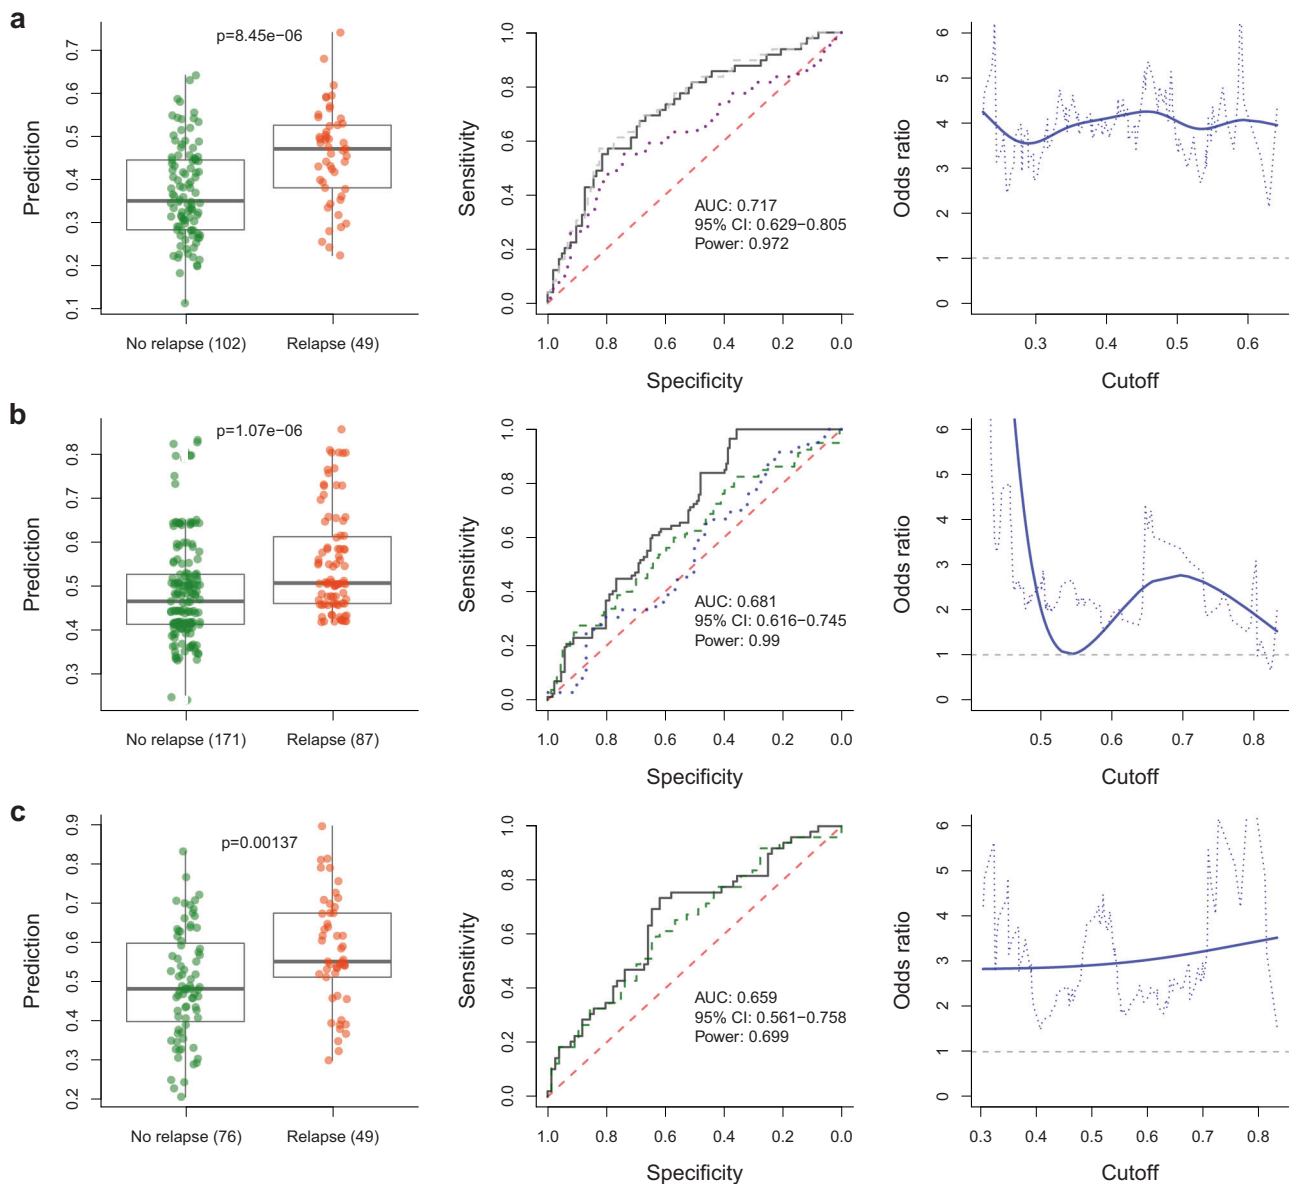 a
Prediction
0.1
0.2
0.3
0.4
0.5
0.6
0.7
p=8.45e−06
No relapse (102)
Relapse (49)
Sensitivity
0.0
0.2
0.4
0.6
0.8
1.0
AUC: 0.717
95% CI: 0.629−0.805
Power: 0.972
1.0 0.8 0.6 0.4 0.2 0.0
Specificity
Odds ratio
0
1
2
3
4
5
6
0.3 0.4 0.5 0.6
Cutoff
b
Prediction
0.3
0.4
0.5
0.6
0.7
0.8
p=1.07e−06
No relapse (171)
Relapse (87)
Sensitivity
0.0
0.2
0.4
0.6
0.8
1.0
AUC: 0.681
95% CI: 0.616−0.745
Power: 0.99
1.0 0.8 0.6 0.4 0.2 0.0
Specificity
Odds ratio
0
1
2
3
4
5
6
0.5 0.6 0.7 0.8
Cutoff
c
Prediction
0.2
0.3
0.4
0.5
0.6
0.7
0.8
0.9
p=0.00137
No relapse (76)
Relapse (49)
Sensitivity
0.0
0.2
0.4
0.6
0.8
1.0
AUC: 0.659
95% CI: 0.561−0.758
Power: 0.699
1.0 0.8 0.6 0.4 0.2 0.0
Specificity
Odds ratio
0
1
2
3
4
5
6
0.3 0.4 0.5 0.6 0.7 0.8
Cutoff